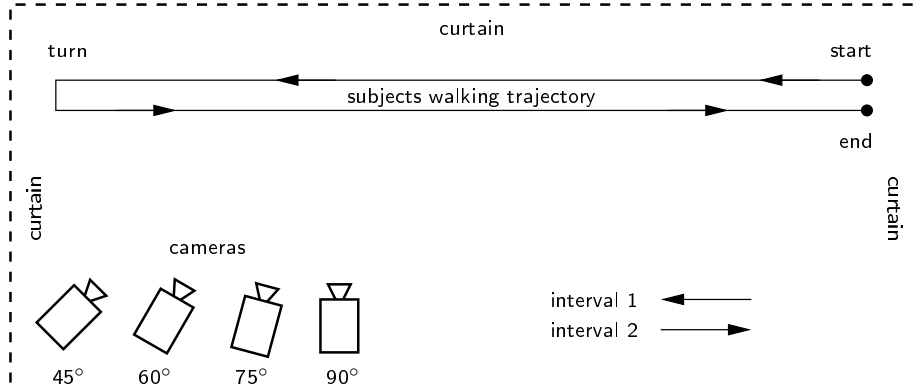 curtain
turn
start
subjects walking trajectory
end
curtain
curtain
cameras
interval 1
interval 2
45°
60°
75°
90°